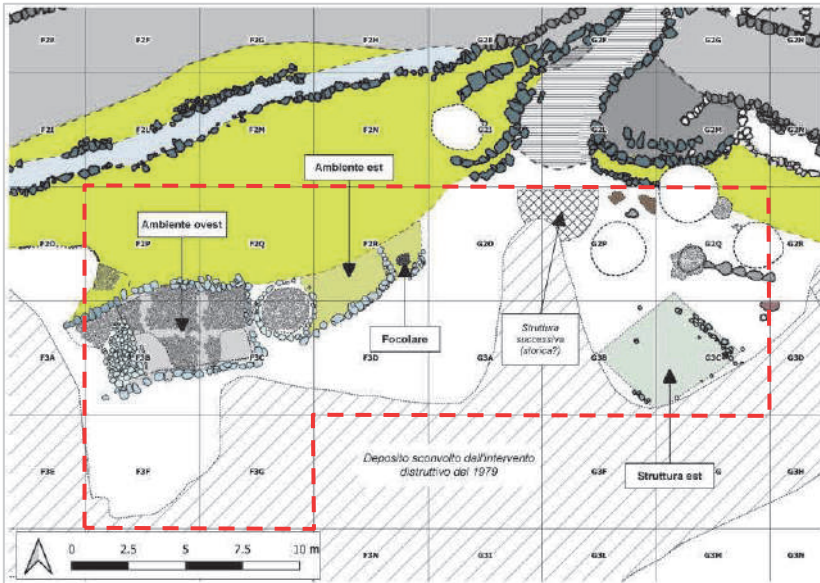 F2F
F2G
F2H
G2E
G2F
G2G
G2H
F2I
F2L
F2M
F2N
G2I
G2L
G2M
G2N
Ambiente est
Ambiente ovest
F2O
F2P
F2Q
F2R
G2O
G2P
G2Q
G2R
Focolare
Struttura
successiva
(storica?)
F3A
F3B
F3C
F3D
G3A
G3B
G3C
G3D
Deposito sconvolto dall'intervento
distruttivo del 1979
F3E
F3F
F3G
G3F
G
G3H
Struttura est
0 2.5 5 7.5 10 m
F3N
G3I
G3L
G3M
G3N